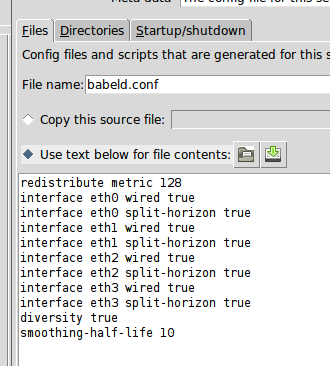 Meta data The config file for this se
Files Directories Startup/shutdown
Config files and scripts that are generated for this s
File name: babeld.conf
Copy this source file:
Use text below for file contents:
redistribute metric 128
interface eth0 wired true
interface eth0 split-horizon true
interface eth1 wired true
interface eth1 split-horizon true
interface eth2 wired true
interface eth2 split-horizon true
interface eth3 wired true
interface eth3 split-horizon true
diversity true
smoothing-half-life 10